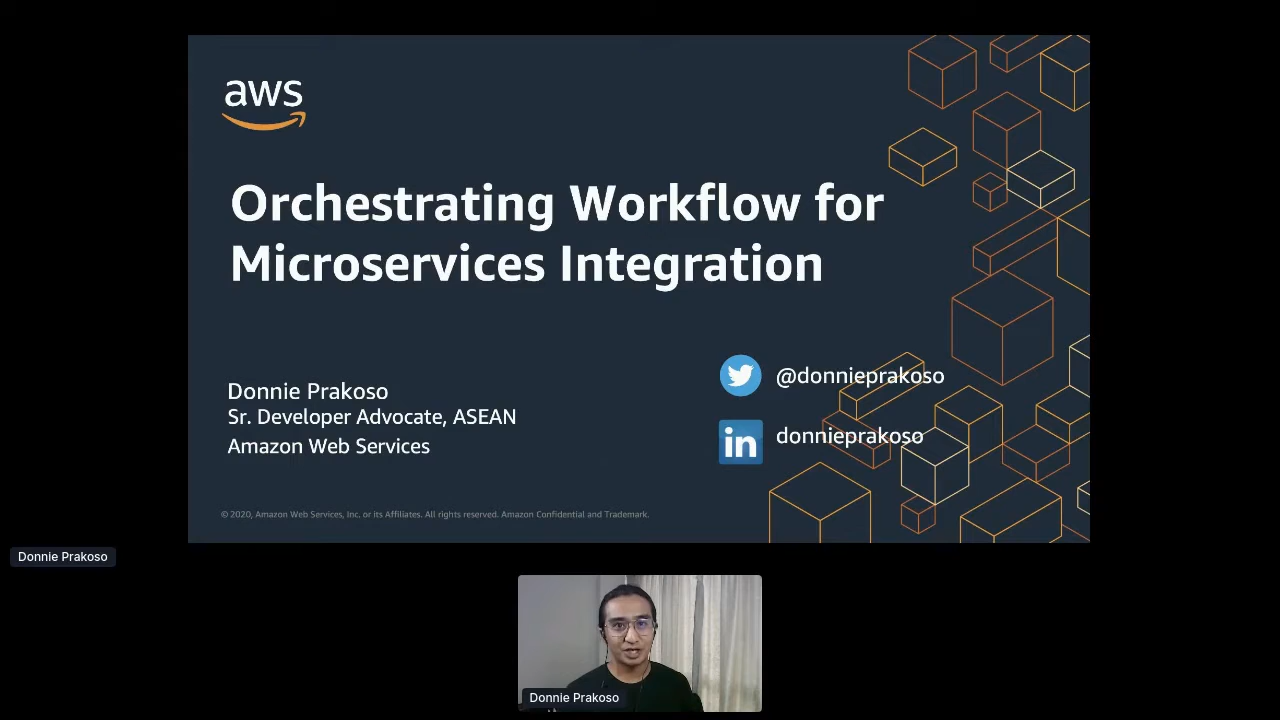 aws
Orchestrating Workflow for
Microservices Integration
Donnie Prakoso
Sr. Developer Advocate, ASEAN
Amazon Web Services
@donnieprakoso
in
donnieprakoso
© 2020, Amazon Web Services, Inc. or its Affiliates. All rights reserved. Amazon Confidential and Trademark.
Donnie Prakoso
Donnie Prakoso